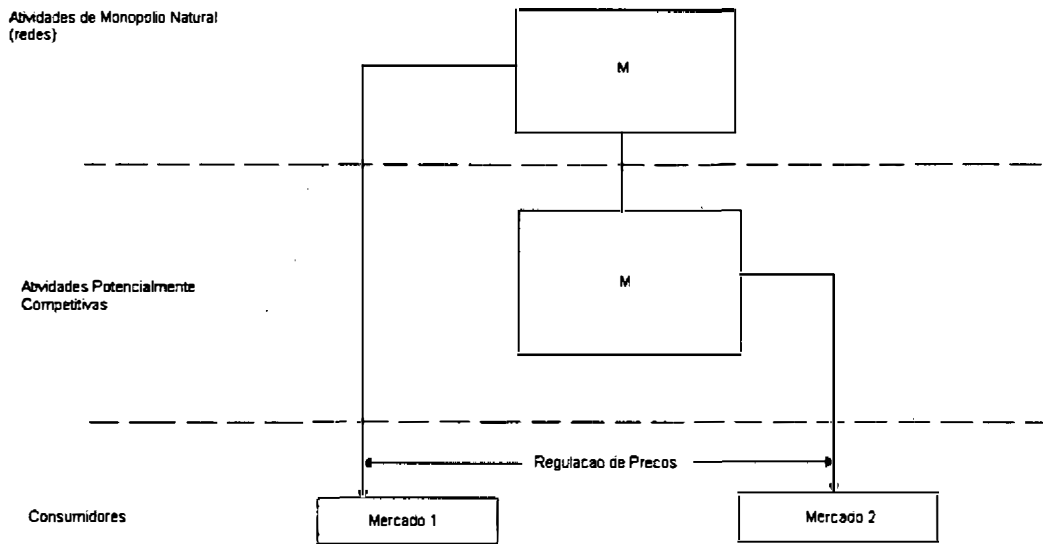 Atividades de Monopolio Natural
(redes)
M
M
Atividades Potencialmente
Competitivas
Regulacao de Precos
Consumidores
Mercado 1
Mercado 2